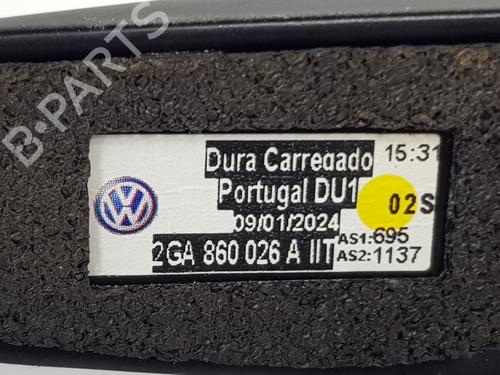 B-PARTS
Dura Carregado 15:31
Portugal DU1 02S
09/01/2024 AS1:695
2GA 860 026 A IIT AS2:1137